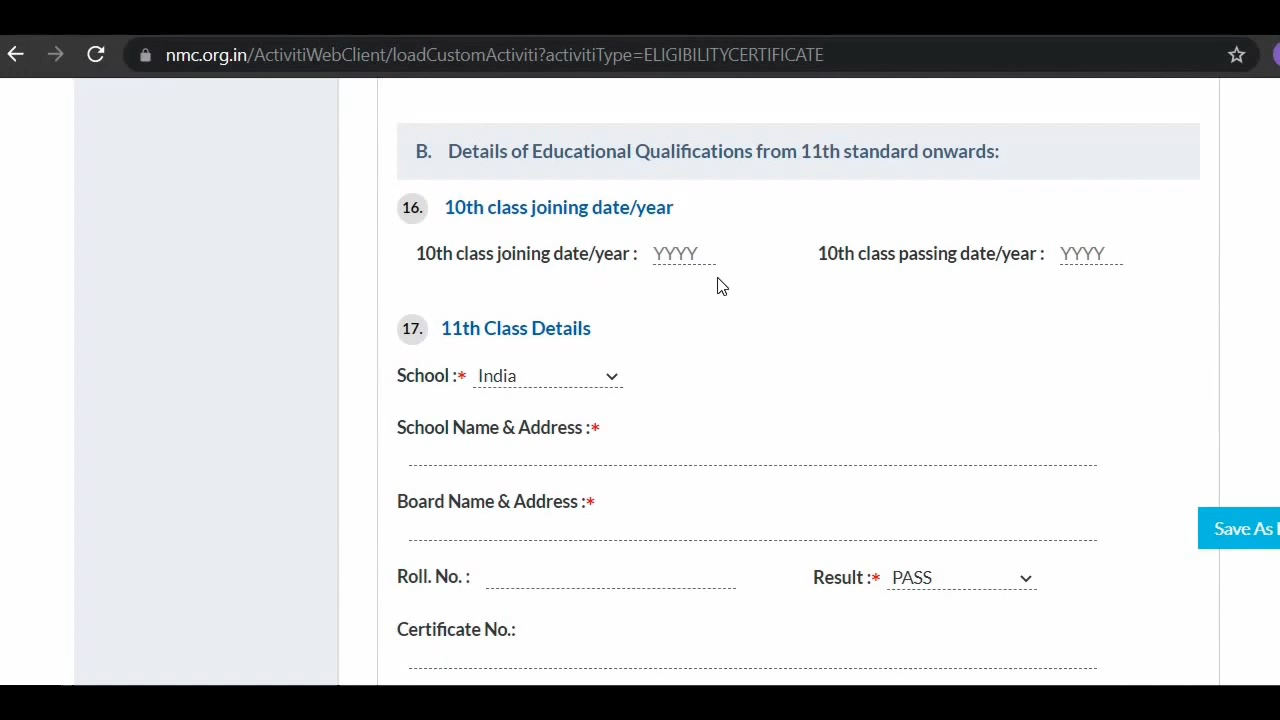 nmc.org.in/ActivitiWebClient/loadCustomActiviti?activitiType=ELIGIBILITYCERTIFICATE
B. Details of Educational Qualifications from 11th standard onwards:
16. 10th class joining date/year
10th class joining date/year : YYYY 10th class passing date/year : YYYY
17. 11th Class Details
School :* India
School Name & Address :*
Board Name & Address :*
Save As
Roll. No. : Result :* PASS
Certificate No.: